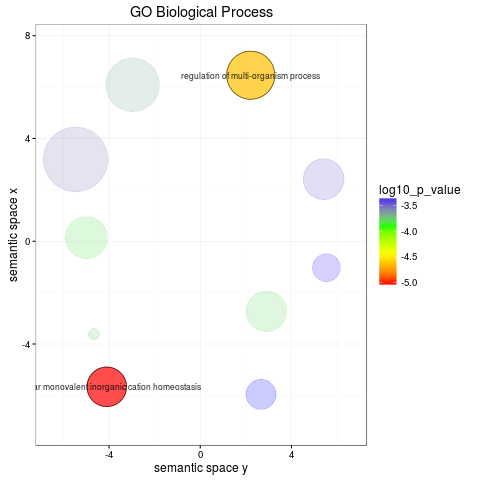 GO Biological Process
8
regulation of multi-organism process
4
log10_p_value
-3.5
-4.0
-4.5
-5.0
semantic space x
0
-4
ar monovalent inorganic cation homeostasis
-4
0
4
semantic space y